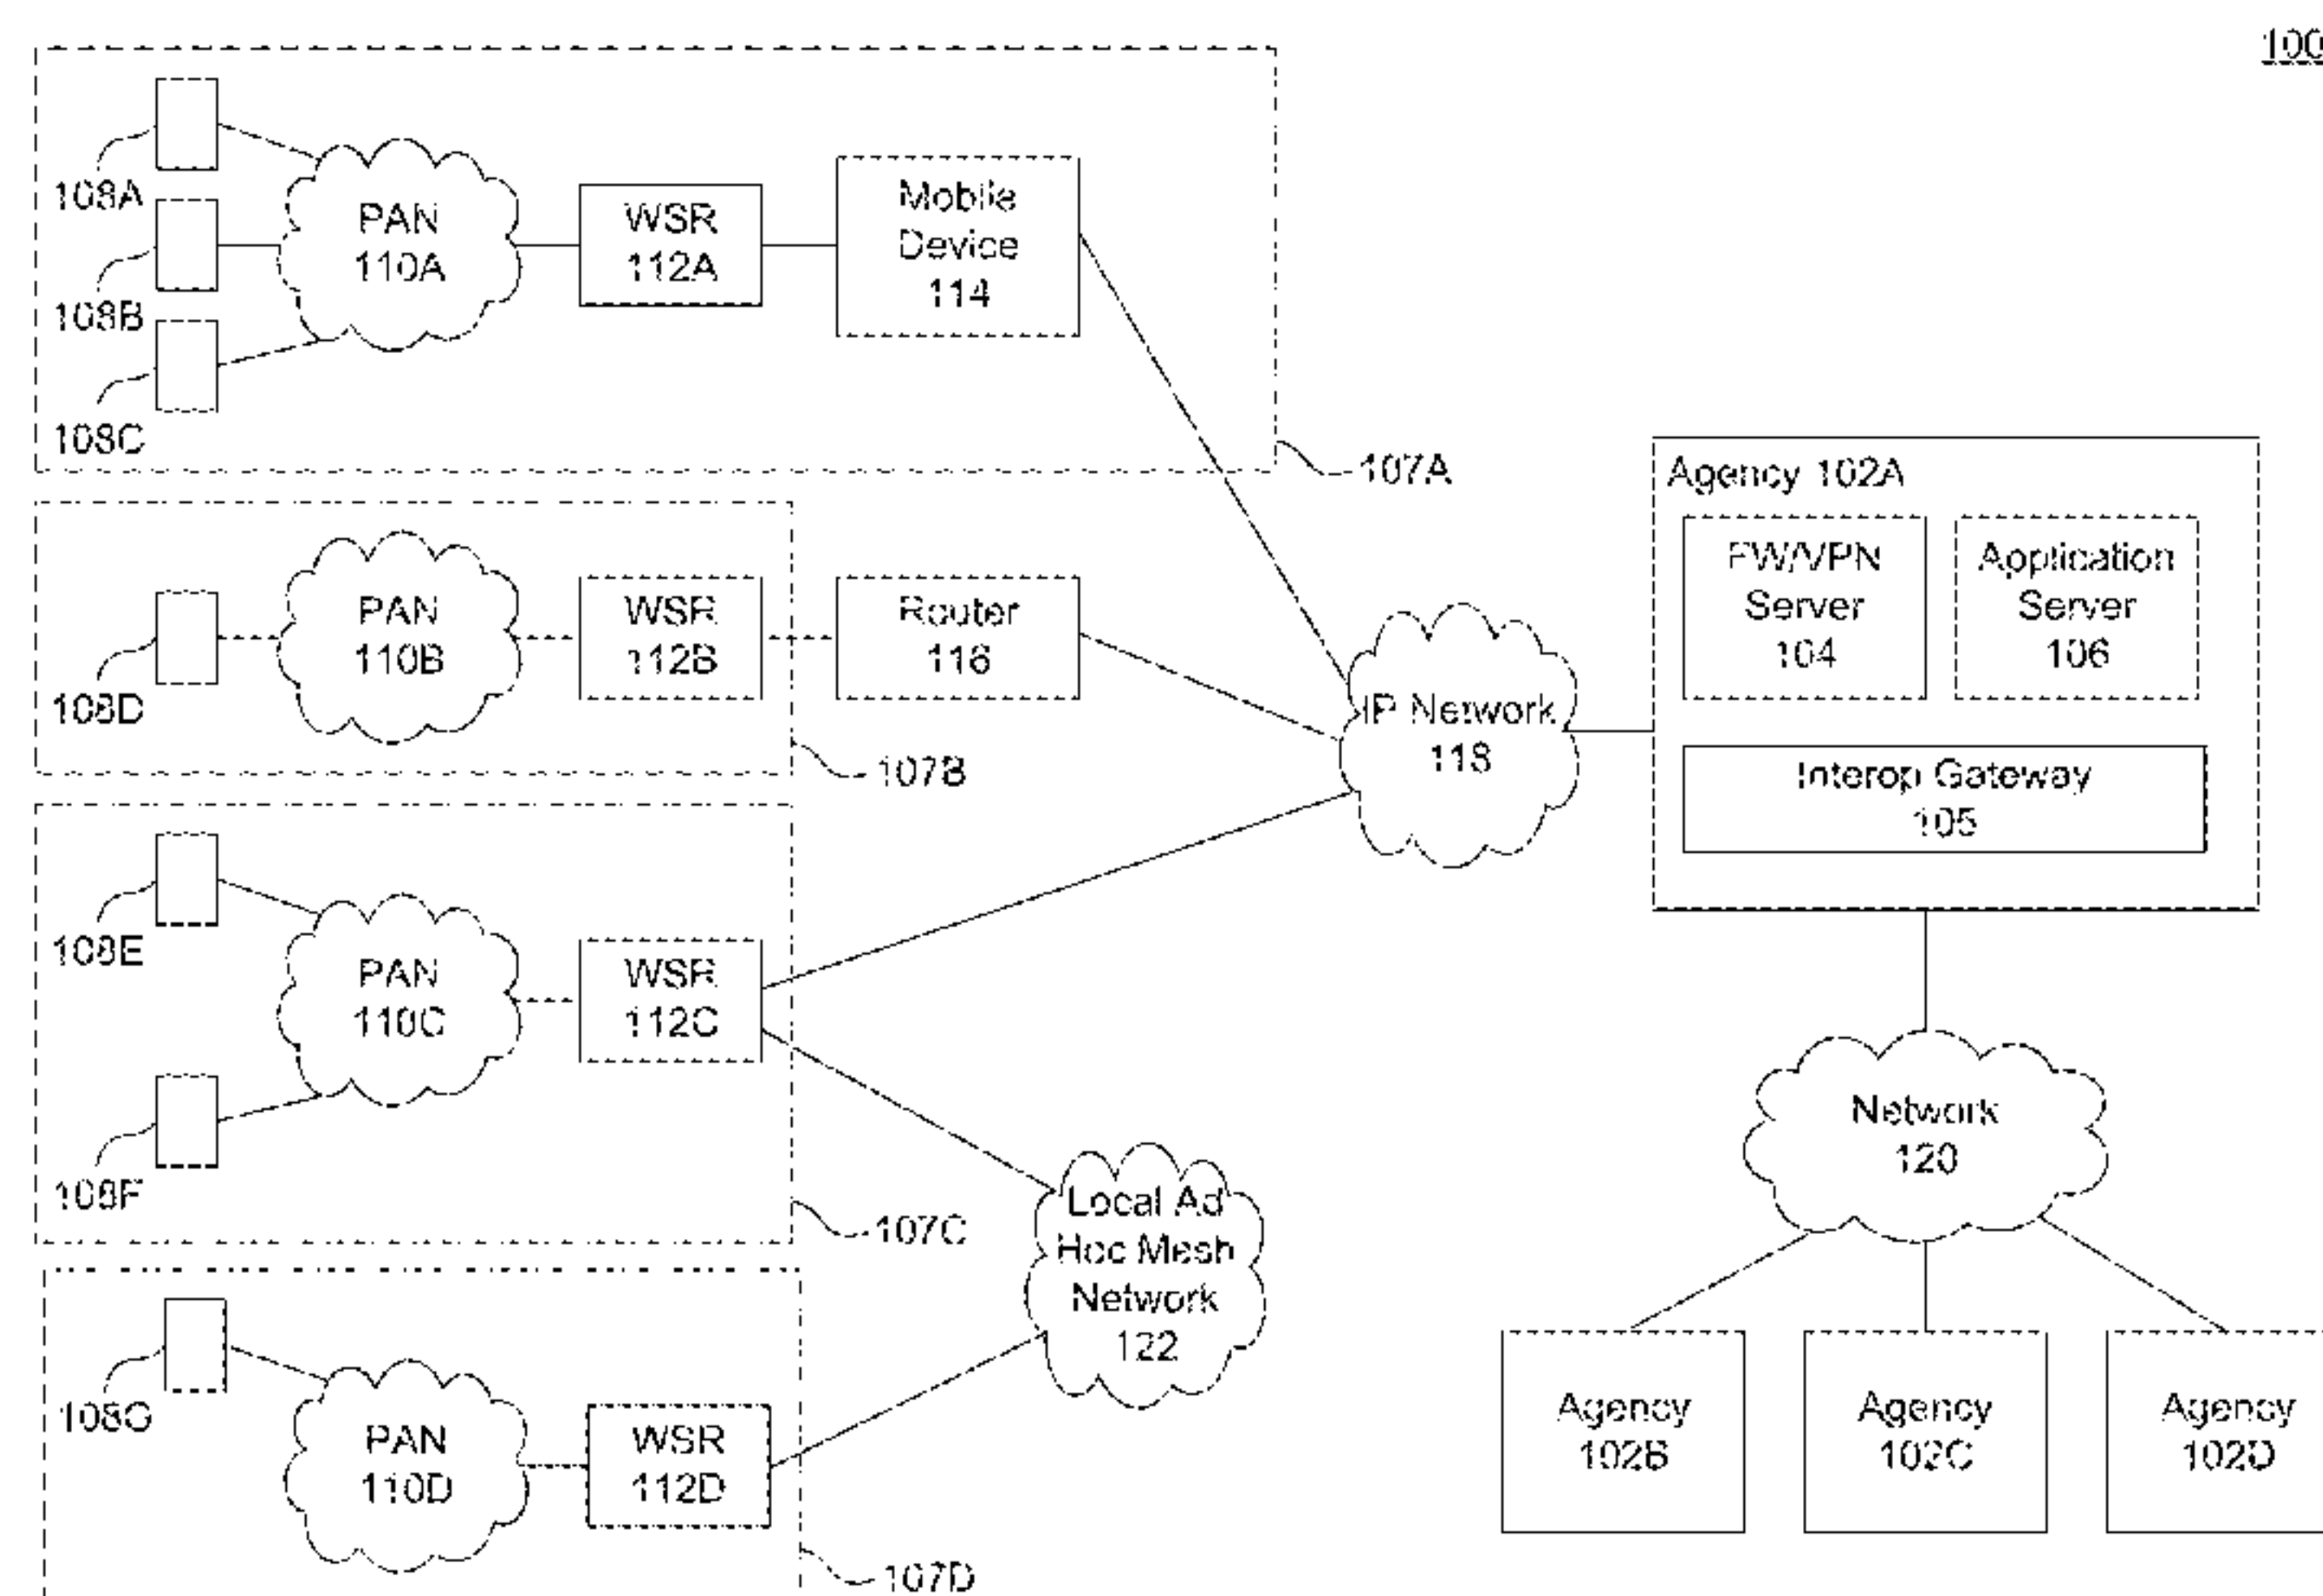 100
108A
108B
108C
PAN
110A
WSR
112A
Mobile
Device
114
107A
108D
PAN
110B
WSR
112B
Router
116
107B
108E
108F
PAN
110C
WSR
112C
107C
108G
PAN
110D
WSR
112D
107D
Local Ad
Hoc Mesh
Network
122
IP Network
118
Agency 102A
FW/VPN
Server
104
Application
Server
106
Interop Gateway
105
Network
120
Agency
102B
Agency
102C
Agency
102D